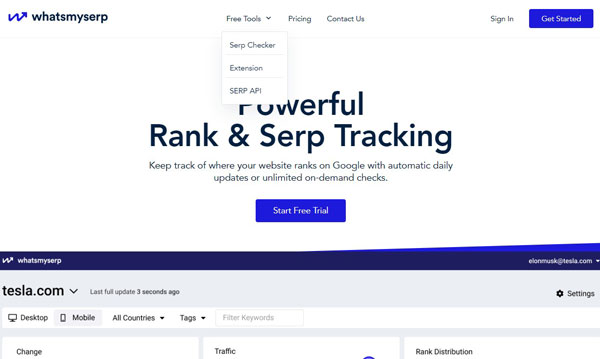 whatsmyserp Free Tools Pricing Contact Us Sign In Get Started
Serp Checker
Extension
SERP API
Powerful
Rank & Serp Tracking
Keep track of where your website ranks on Google with automatic daily
updates or unlimited on-demand checks.
Start Free Trial
whatsmyserp elonmusk@tesla.com
tesla.com Last full update 3 seconds ago Settings
Desktop Mobile All Countries Tags Filter Keywords
Change Traffic Rank Distribution